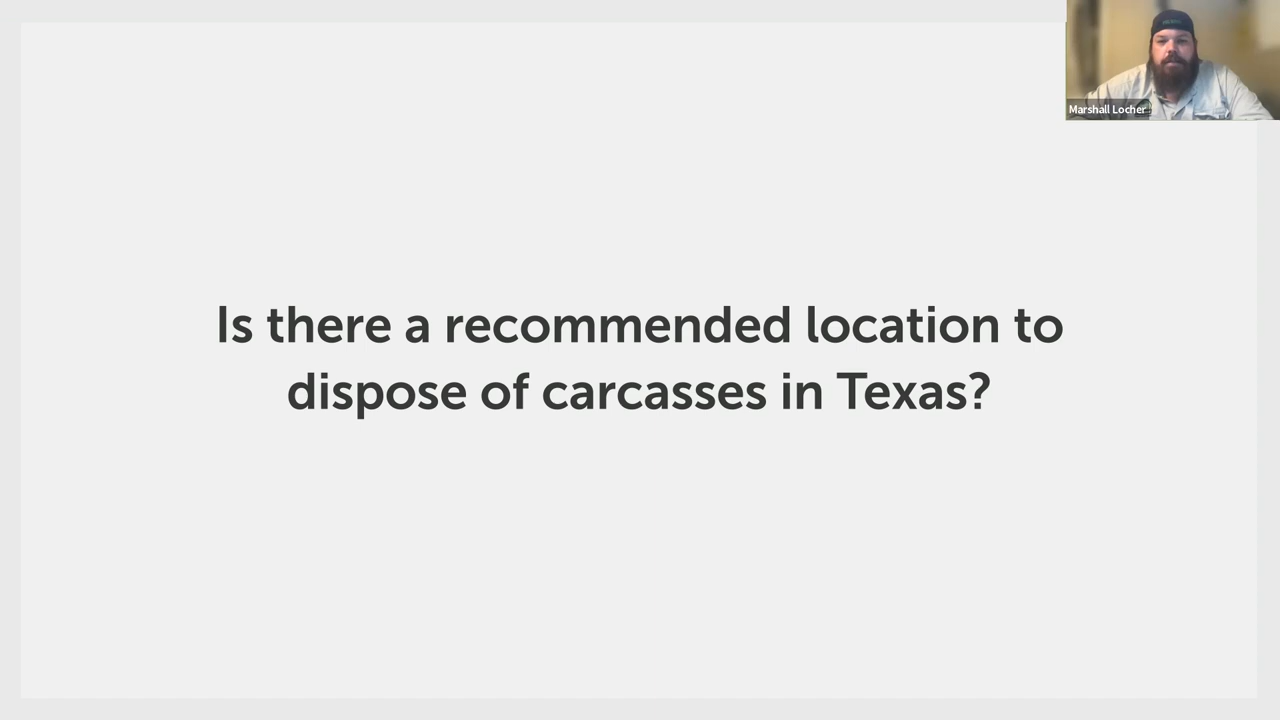 Marshall Locher
Is there a recommended location to
dispose of carcasses in Texas?